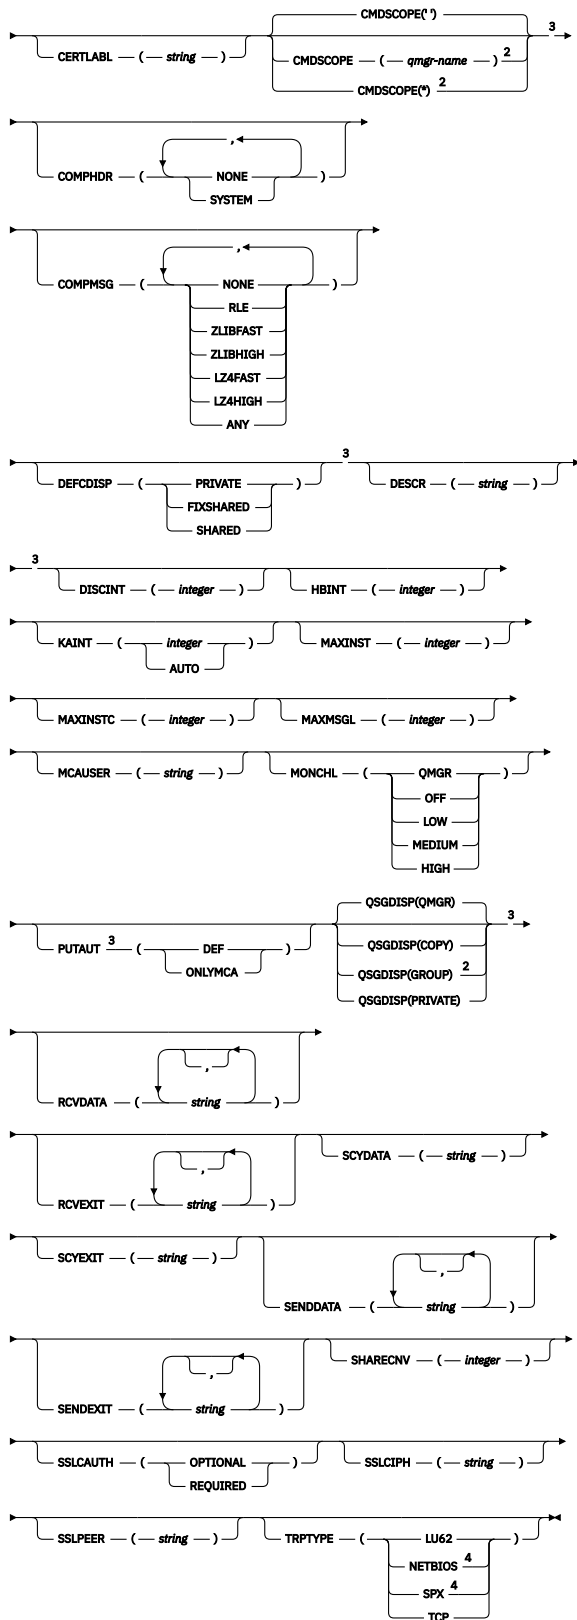 CMDSCOPE(' ')
3
CERTLABL ( string )
CMDSCOPE ( qmgr-name ) 2
CMDSCOPE(*) 2
,
COMPHDR ( NONE )
SYSTEM
,
COMPMSG ( NONE )
RLE
ZLIBFAST
ZLIBHIGH
LZ4FAST
LZ4HIGH
ANY
3
DEFCDISP ( PRIVATE ) DESCR ( string )
FIXSHARED
SHARED
3
DISCINT ( integer ) HBINT ( integer )
KAINT ( integer ) MAXINST ( integer )
AUTO
MAXINSTC ( integer ) MAXMSGL ( integer )
MCAUSER ( string ) MONCHL ( QMGR )
OFF
LOW
MEDIUM
HIGH
QSGDISP(QMGR)
3
PUTAUT 3 ( DEF ) QSGDISP(COPY)
ONLYMCA QSGDISP(GROUP) 2
QSGDISP(PRIVATE)
,
RCVDATA ( string )
,
SCYDATA ( string )
RCVEXIT ( string )
SCYEXIT ( string )
,
SENDDATA ( string )
SHARECNV ( integer )
,
SENDEXIT ( string )
SSLCAUTH ( OPTIONAL ) SSLCIPH ( string )
REQUIRED
SSLPEER ( string ) TRPTYPE ( LU62 )
NETBIOS 4
SPX 4
TCP